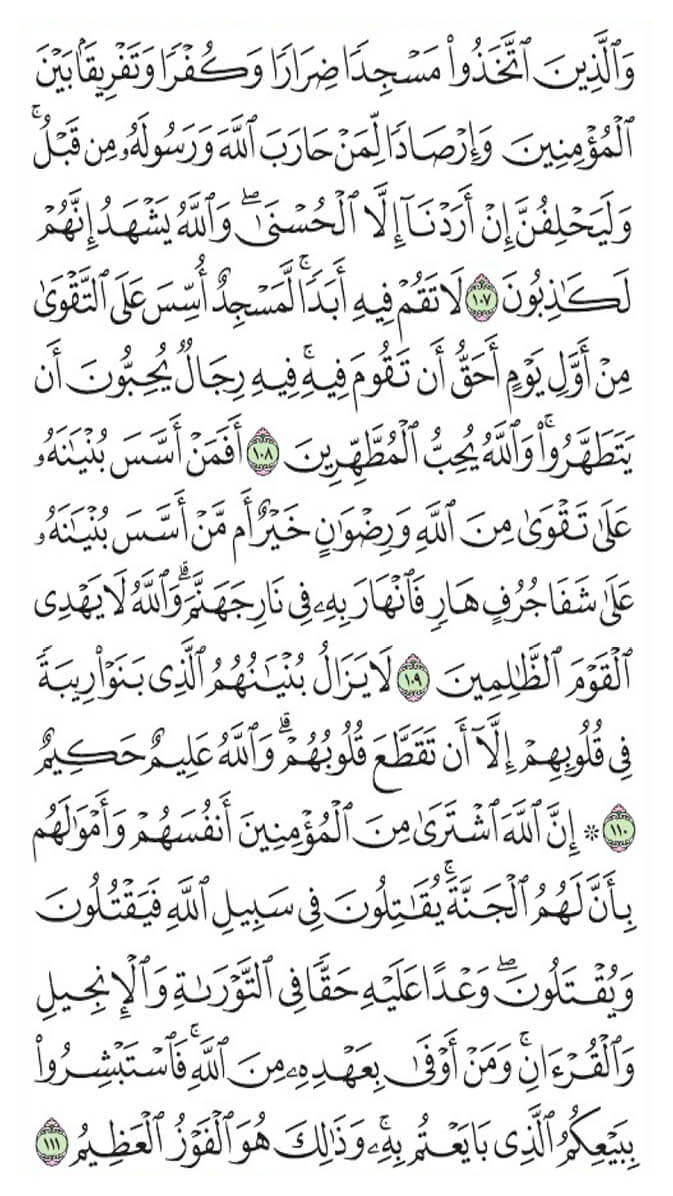 وَٱلَّذِينَ ٱتَّخَذُوا۟ مَسْجِدًا ضِرَارًا وَكُفْرًا وَتَفْرِيقًۢا بَيْنَ
ٱلْمُؤْمِنِينَ وَإِرْصَادًا لِّمَنْ حَارَبَ ٱللَّهَ وَرَسُولَهُۥ مِن قَبْلُ ۚ
وَلَيَحْلِفُنَّ إِنْ أَرَدْنَآ إِلَّا ٱلْحُسْنَىٰ ۖ وَٱللَّهُ يَشْهَدُ إِنَّهُمْ
لَكَـٰذِبُونَ ١٠٧ لَا تَقُمْ فِيهِ أَبَدًا ۚ لَّمَسْجِدٌ أُسِّسَ عَلَى ٱلتَّقْوَىٰ
مِنْ أَوَّلِ يَوْمٍ أَحَقُّ أَن تَقُومَ فِيهِ ۚ فِيهِ رِجَالٌ يُحِبُّونَ أَن
يَتَطَهَّرُوا۟ ۚ وَٱللَّهُ يُحِبُّ ٱلْمُطَّهِّرِينَ ١٠٨ أَفَمَنْ أَسَّسَ بُنْيَـٰنَهُۥ
عَلَىٰ تَقْوَىٰ مِنَ ٱللَّهِ وَرِضْوَٰنٍ خَيْرٌ أَم مَّنْ أَسَّسَ بُنْيَـٰنَهُۥ
عَلَىٰ شَفَا جُرُفٍ هَارٍ فَٱنْهَارَ بِهِۦ فِى نَارِ جَهَنَّمَ ۗ وَٱللَّهُ لَا يَهْدِى
ٱلْقَوْمَ ٱلظَّـٰلِمِينَ ١٠٩ لَا يَزَالُ بُنْيَـٰنُهُمُ ٱلَّذِى بَنَوْا۟ رِيبَةً
فِى قُلُوبِهِمْ إِلَّآ أَن تَقَطَّعَ قُلُوبُهُمْ ۗ وَٱللَّهُ عَلِيمٌ حَكِيمٌ
١١٠ ۞ إِنَّ ٱللَّهَ ٱشْتَرَىٰ مِنَ ٱلْمُؤْمِنِينَ أَنفُسَهُمْ وَأَمْوَٰلَهُم
بِأَنَّ لَهُمُ ٱلْجَنَّةَ ۚ يُقَـٰتِلُونَ فِى سَبِيلِ ٱللَّهِ فَيَقْتُلُونَ
وَيُقْتَلُونَ ۖ وَعْدًا عَلَيْهِ حَقًّا فِى ٱلتَّوْرَىٰةِ وَٱلْإِنجِيلِ
وَٱلْقُرْءَانِ ۚ وَمَنْ أَوْفَىٰ بِعَهْدِهِۦ مِنَ ٱللَّهِ ۚ فَٱسْتَبْشِرُوا۟
بِبَيْعِكُمُ ٱلَّذِى بَايَعْتُم بِهِۦ ۚ وَذَٰلِكَ هُوَ ٱلْفَوْزُ ٱلْعَظِيمُ ١١١